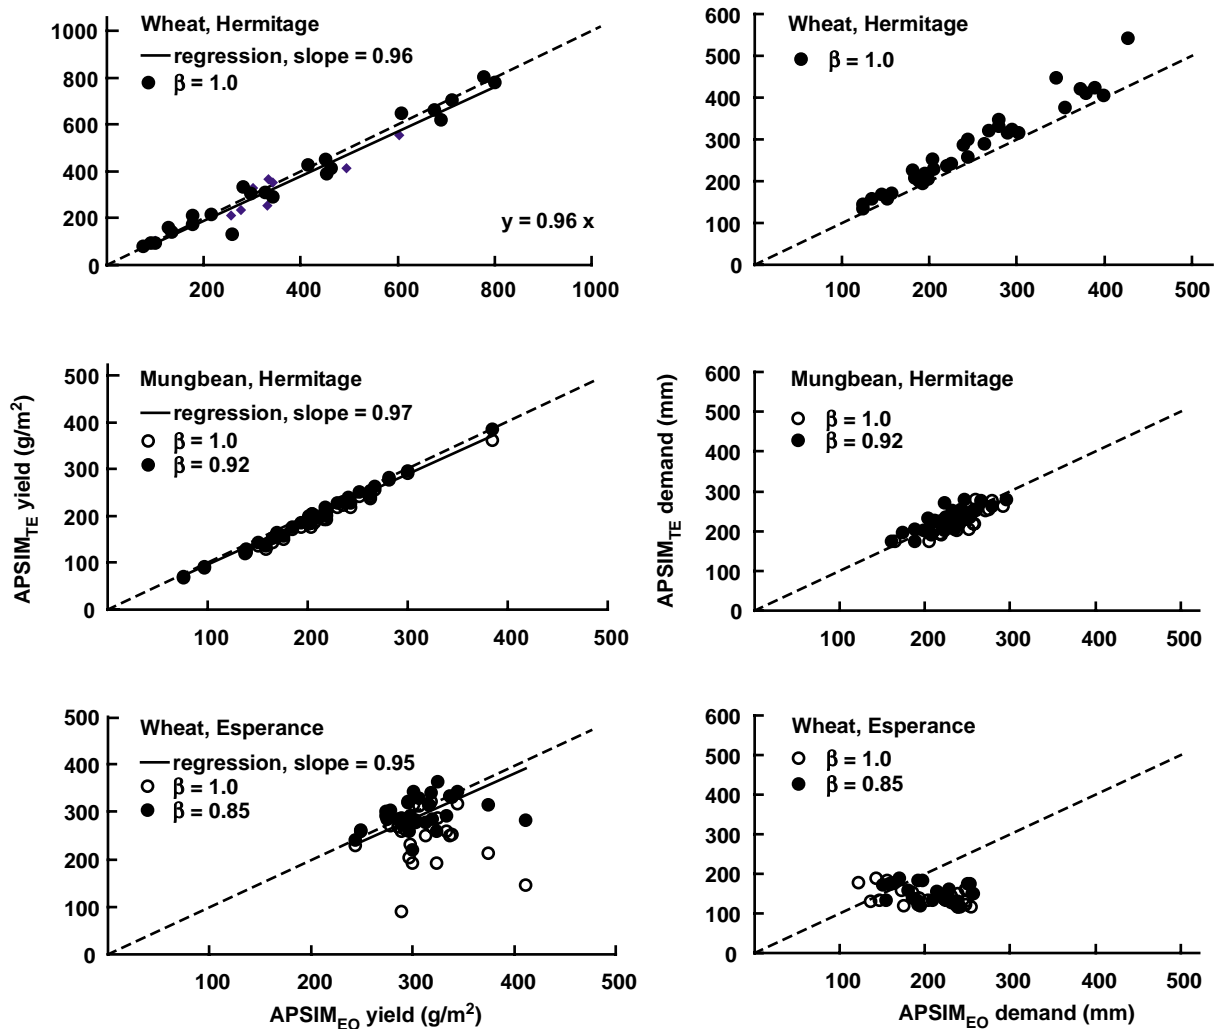 Wheat, Hermitage
regression, slope = 0.96
β = 1.0
y = 0.96 x
1000
800
600
400
200
0
200
400
600
800
1000
Wheat, Hermitage
β = 1.0
600
500
400
300
200
100
0
100
200
300
400
500
Mungbean, Hermitage
regression, slope = 0.97
β = 1.0
β = 0.92
500
400
300
200
100
0
100
200
300
400
500
APSIM_TE yield (g/m²)
Mungbean, Hermitage
β = 1.0
β = 0.92
600
500
400
300
200
100
0
100
200
300
400
500
APSIM_TE demand (mm)
Wheat, Esperance
regression, slope = 0.95
β = 1.0
β = 0.85
500
400
300
200
100
0
0
100
200
300
400
500
APSIM_EO yield (g/m²)
Wheat, Esperance
β = 1.0
β = 0.85
600
500
400
300
200
100
0
0
100
200
300
400
500
APSIM_EO demand (mm)